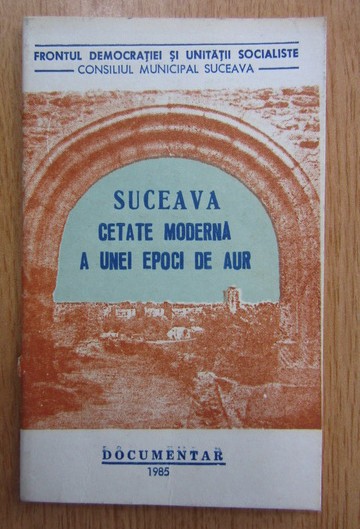 FRONTUL DEMOCRAȚIEI ȘI UNITĂȚII SOCIALISTE
CONSILIUL MUNICIPAL SUCEAVA
SUCEAVA
CETATE MODERNĂ
A UNEI EPOCI DE AUR
DOCUMENTAR
1985